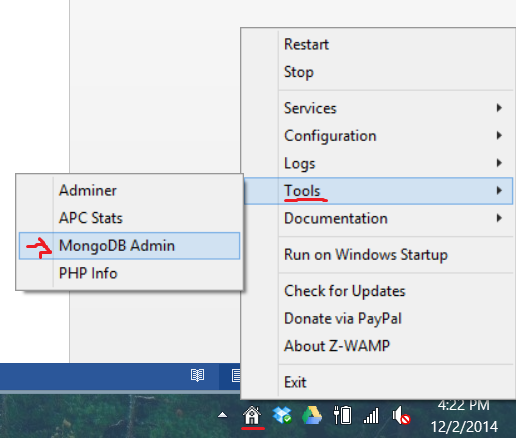 Restart
Stop
Services
Configuration
Logs
Tools
Documentation
Run on Windows Startup
Check for Updates
Donate via PayPal
About Z-WAMP
Exit
Adminer
APC Stats
MongoDB Admin
PHP Info
4:22 PM
12/2/2014